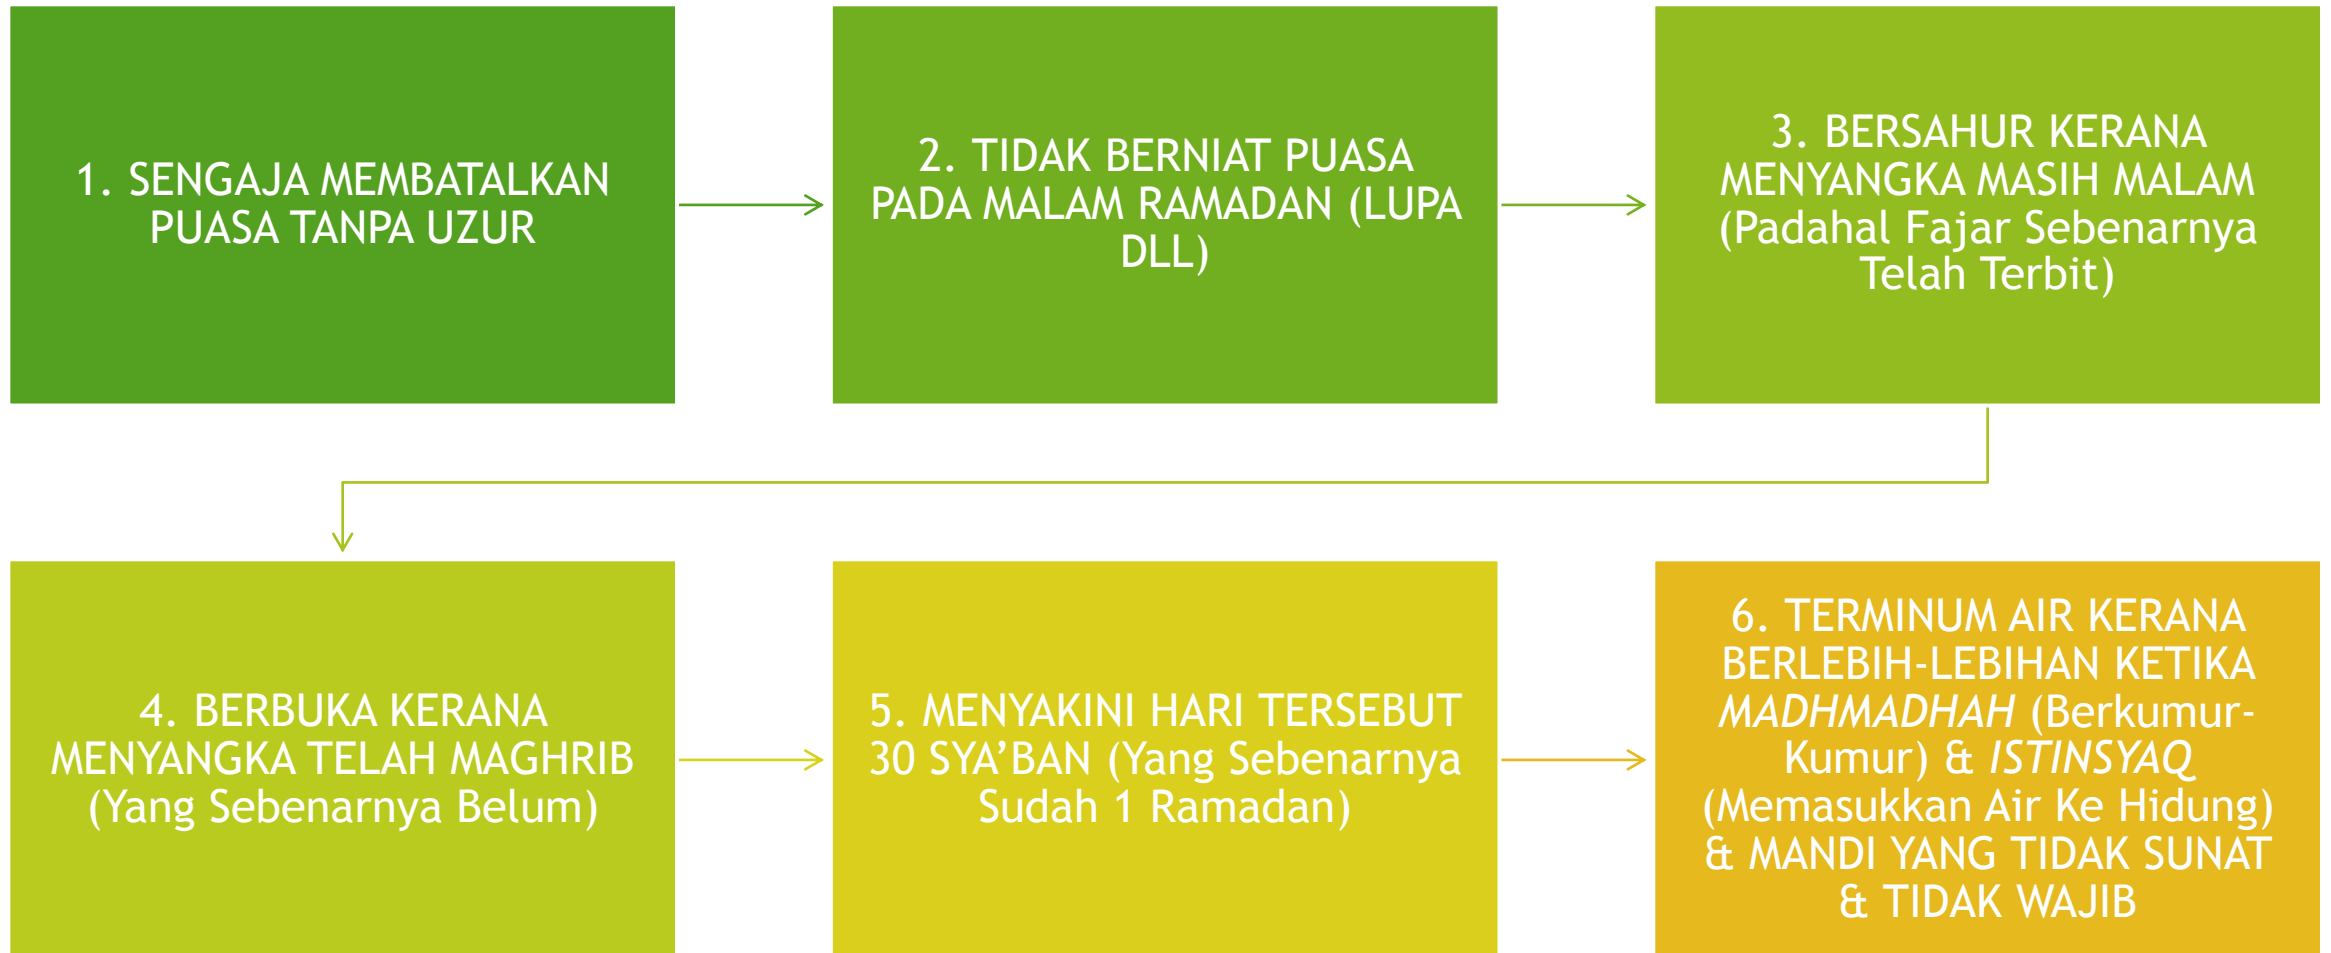 1. SENGAJA MEMBATALKAN
PUASA TANPA UZUR
2. TIDAK BERNIAT PUASA
PADA MALAM RAMADAN (LUPA
DLL)
3. BERSAHUR KERANA
MENYANGKA MASIH MALAM
(Padahal Fajar Sebenarnya
Telah Terbit)
4. BERBUKA KERANA
MENYANGKA TELAH MAGHRIB
(Yang Sebenarnya Belum)
5. MENYAKINI HARI TERSEBUT
30 SYA’BAN (Yang Sebenarnya
Sudah 1 Ramadan)
6. TERMINUM AIR KERANA
BERLEBIH-LEBIHAN KETIKA
MADHMADHAH (Berkumur-
Kumur) & ISTINSYAQ
(Memasukkan Air Ke Hidung)
& MANDI YANG TIDAK SUNAT
& TIDAK WAJIB